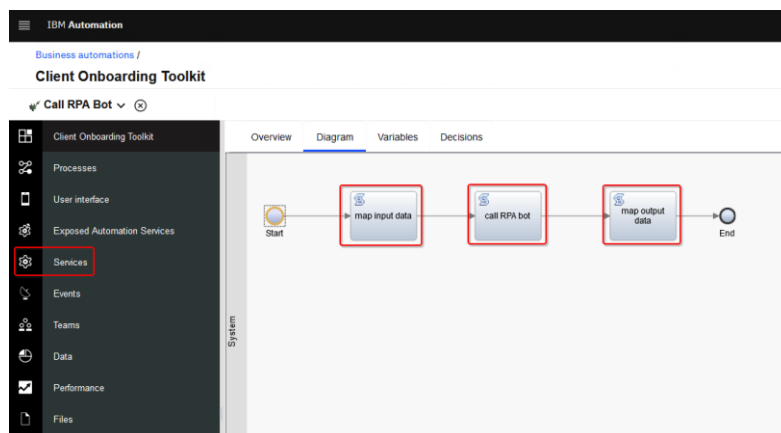 IBM Automation
Business automations /
Client Onboarding Toolkit
Call RPA Bot
Client Onboarding Toolkit
Processes
User interface
Exposed Automation Services
Services
Events
Teams
Data
Performance
Files
Overview Diagram Variables Decisions
System
Start
map input data
call RPA bot
map output
data
End